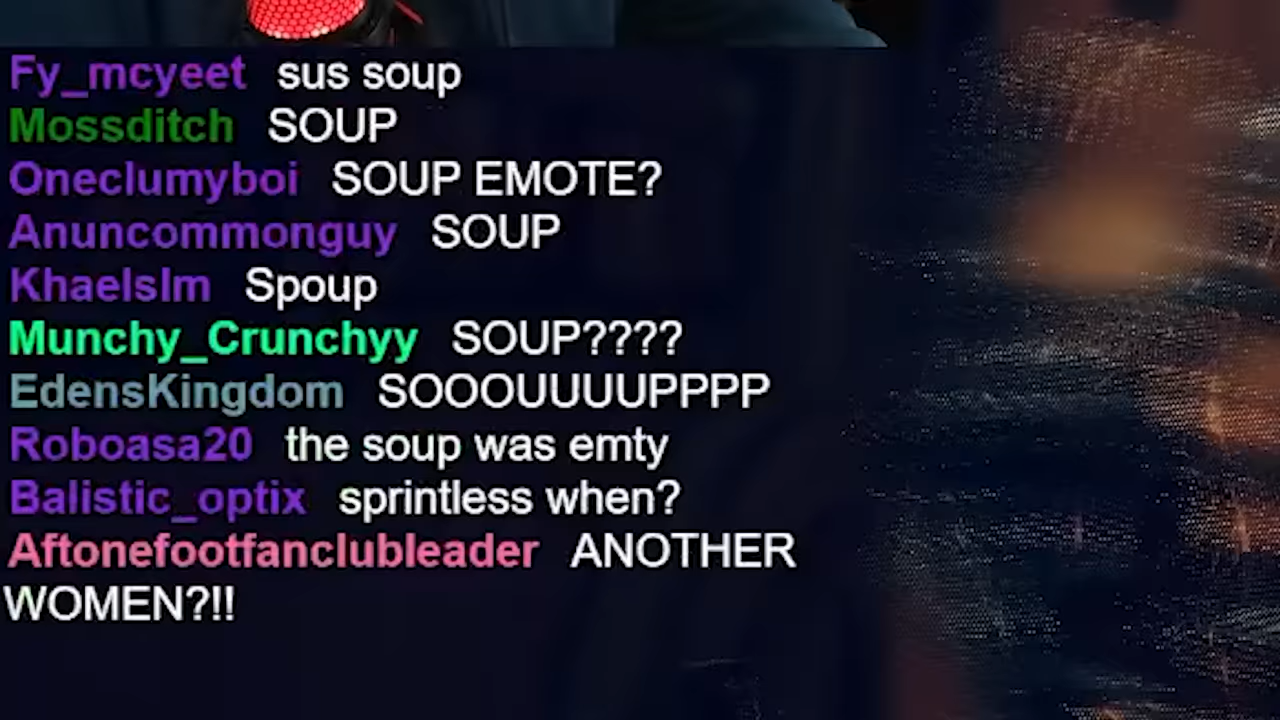 Fy_mcyeet sus soup
Mossditch SOUP
Oneclumyboi SOUP EMOTE?
Anuncommonguy SOUP
Khaelslm Spoup
Munchy_Crunchyy SOUP????
EdensKingdom SOOOUUUUPPPP
Roboasa20 the soup was emty
Balistic_optix sprintless when?
Aftonefootfanclubleader ANOTHER
WOMEN?!!